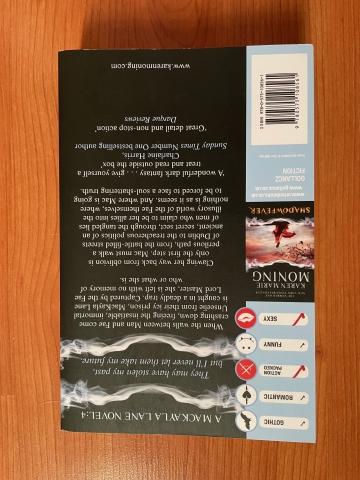 A MACKAYLA LANE NOVEL: 4
They may have stolen my past,
but I'll never let them take my future.
When the walls between Man and Fae come
crashing down, freeing the insatiable, immortal
Unseelie from their icy prison, MacKayla Lane
is caught in a deadly trap. Captured by the Fae
Lord Master, she is left with no memory of
who or what she is.
Clawing her way back from oblivion is
only the first step. Mac must walk a
perilous path, from the battle-filled streets
of Dublin to the treacherous politics of an
ancient, secret sect, through the tangled lies
of men who claim to be her allies into the
illusory world of the Fae themselves, where
nothing is as it seems. And where Mac is going
to be forced to face a soul-shattering truth.
'A wonderful dark fantasy . . . give yourself a
treat and read outside the box'
Charlaine Harris,
Sunday Times Number One bestselling author
'Great detail and non-stop action'
Darque Reviews
www.karenmoning.com
GOTHIC
ROMANTIC
ACTION
PACKED
FUNNY
SEXY
KAREN MARIE
MONING
SHADOWFEVER
GOLLANCZ
FICTION